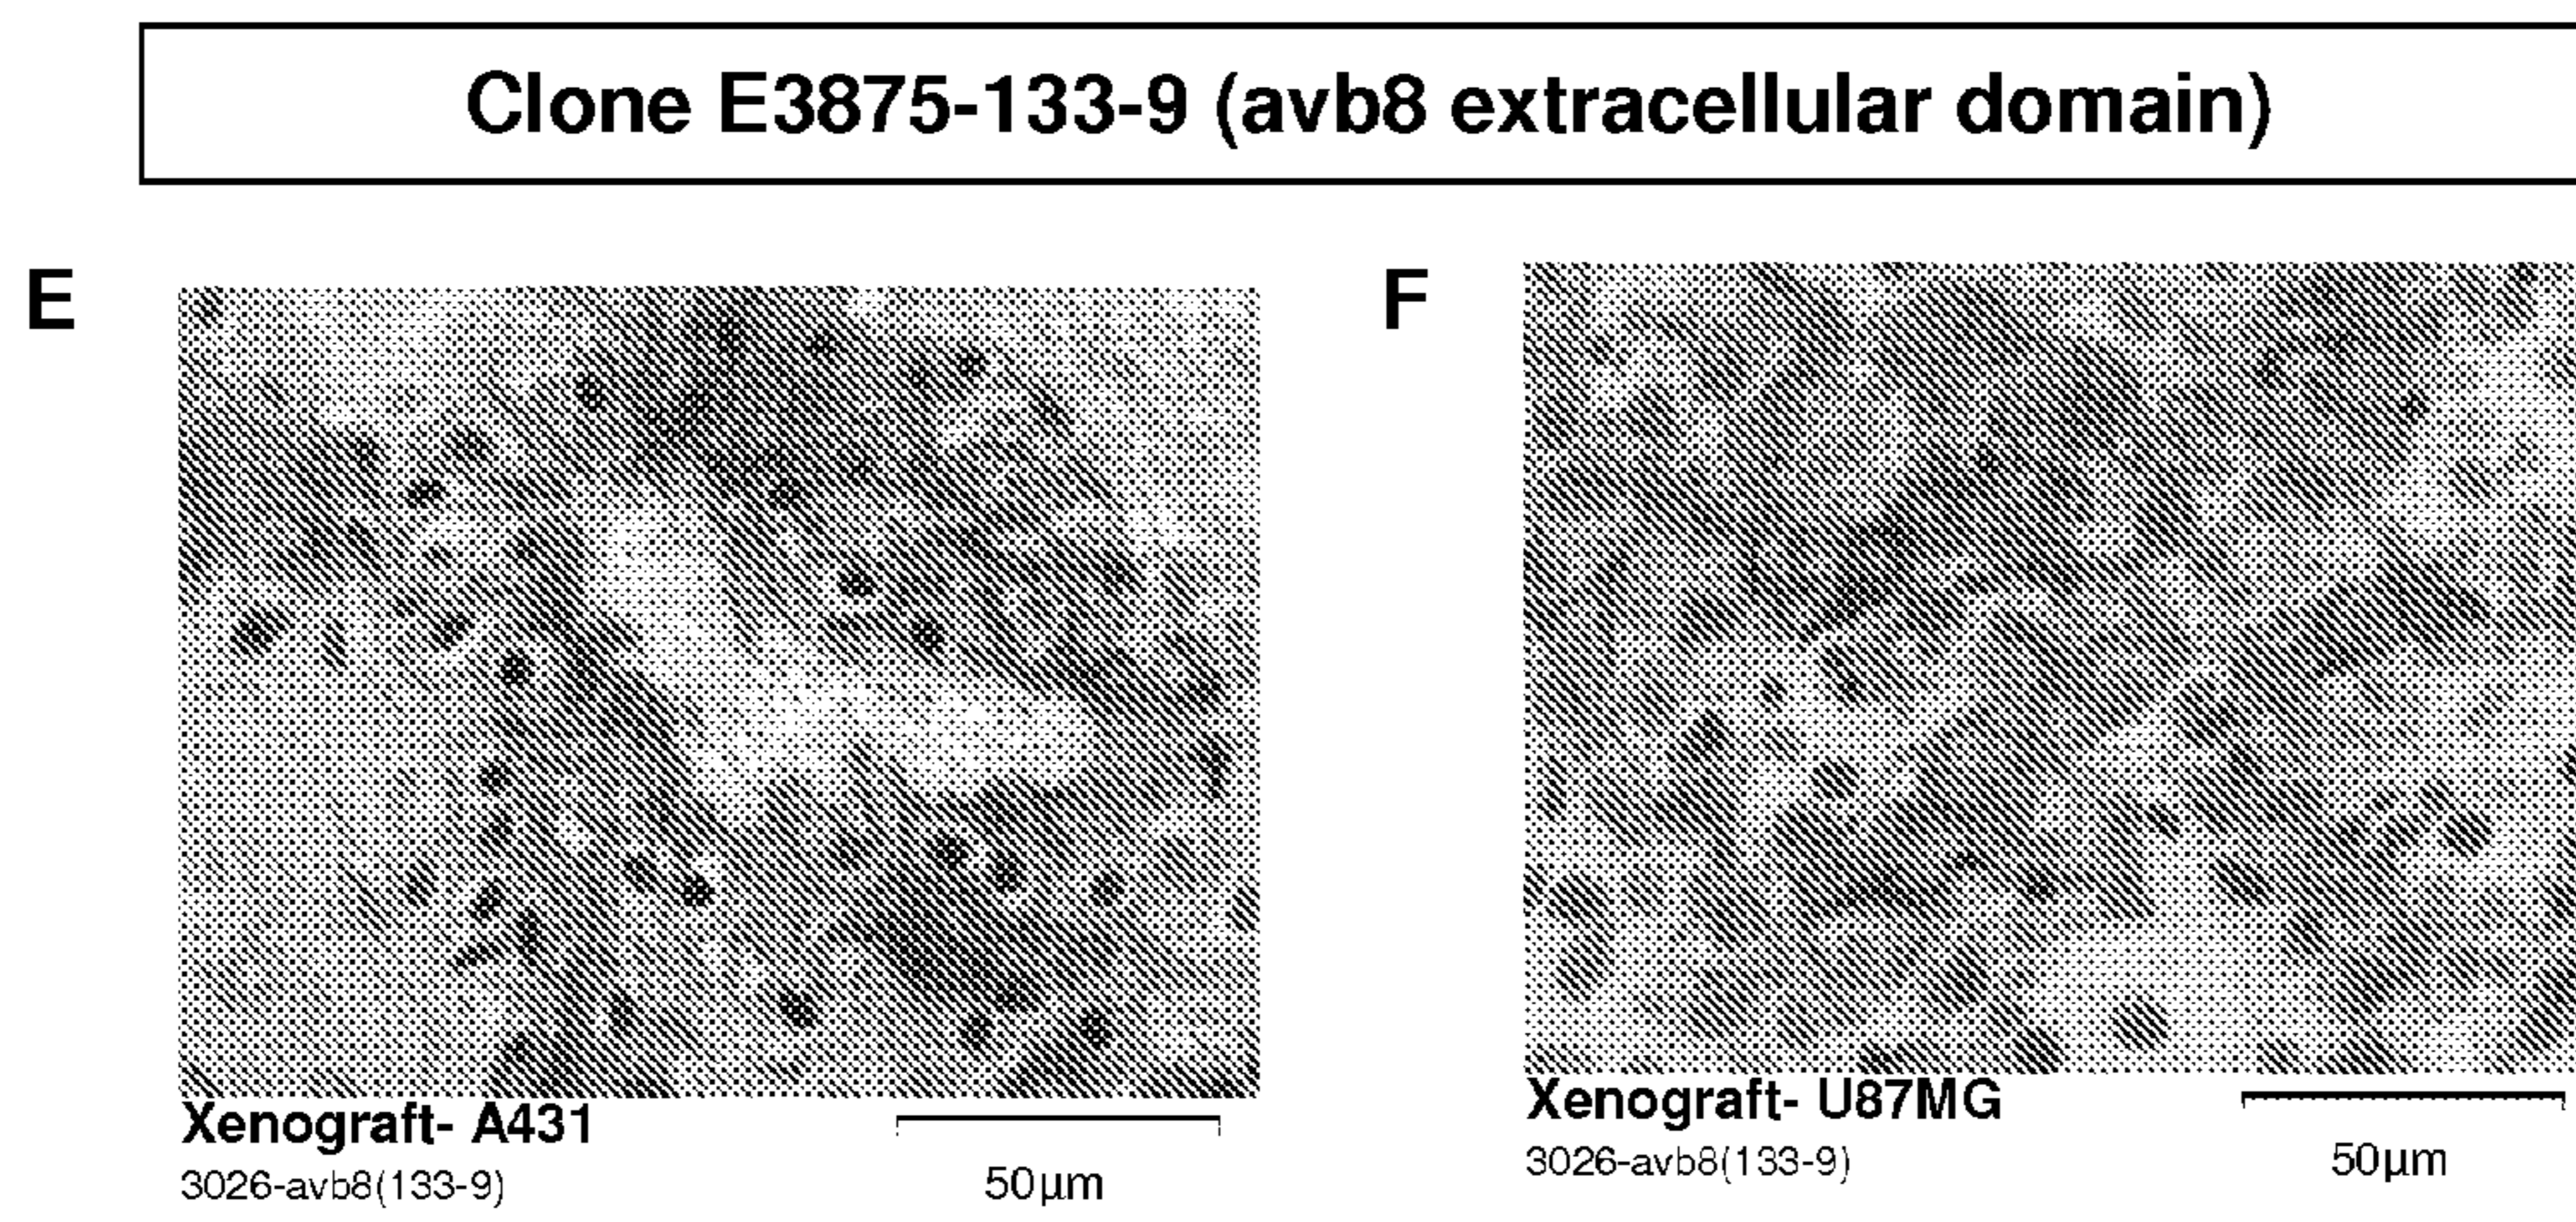 Clone E3875-133-9 (avb8 extracellular domain)
E
F
Xenograft- A431
3026-avb8(133-9)
50µm
Xenograft- U87MG
3026-avb8(133-9)
50µm